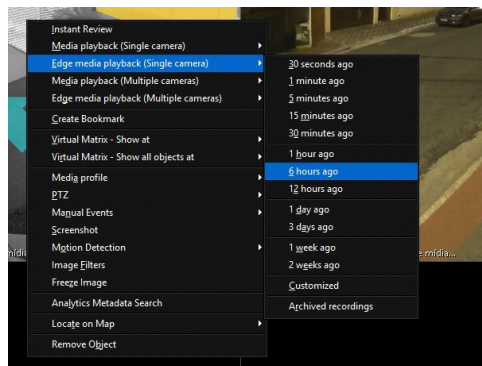 Instant Review
Media playback (Single camera)
Edge media playback (Single camera)
Media playback (Multiple cameras)
Edge media playback (Multiple cameras)
Create Bookmark
Virtual Matrix - Show at
Virtual Matrix - Show all objects at
Media profile
PTZ
Manual Events
Screenshot
Motion Detection
Image Filters
Freeze Image
Analytics Metadata Search
Locate on Map
Remove Object
30 seconds ago
1 minute ago
5 minutes ago
15 minutes ago
30 minutes ago
1 hour ago
6 hours ago
12 hours ago
1 day ago
3 days ago
1 week ago
2 weeks ago
Customized
Archived recordings
e mídia...